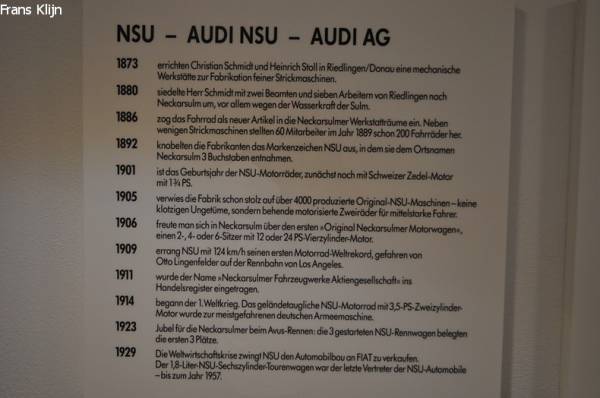 Frans Klijn
NSU – AUDI NSU – AUDI AG
1873 errichten Christian Schmidt und Heinrich Stoll in Riedlingen/Donau eine mechanische
Werkstätte zur Fabrikation feiner Strickmaschinen.
1880 siedelte Herr Schmidt mit zwei Beamten und sieben Arbeitern von Riedlingen nach
Neckarsulm um, vor allem wegen der Wasserkraft der Sulm.
1886 zog das Fahrrad als neuer Artikel in die Neckarsulmer Werkstatträume ein. Neben
wenigen Strickmaschinen stellten 60 Mitarbeiter im Jahr 1889 schon 200 Fahrräder her.
1892 knobelten die Fabrikanten das Markenzeichen NSU aus, in dem sie dem Ortsnamen
Neckarsulm 3 Buchstaben entnahmen.
1901 ist das Geburtsjahr der NSU-Motorräder, zunächst noch mit Schweizer Zedel-Motor
mit 1¾ PS.
1905 verwies die Fabrik schon stolz auf über 4000 produzierte Original-NSU-Maschinen – keine
klotzigen Ungetüme, sondern behende motorisierte Zweiräder für mittelstarke Fahrer.
1906 freute man sich in Neckarsulm über den ersten »Original Neckarsulmer Motorwagen«,
einen 2-, 4- oder 6-Sitzer mit 12 oder 24 PS-Vierzylinder-Motor.
1909 errang NSU mit 124 km/h seinen ersten Motorrad-Weltrekord, gefahren von
Otto Lingenfelder auf der Rennbahn von Los Angeles.
1911 wurde der Name »Neckarsulmer Fahrzeugwerke Aktiengesellschaft« ins
Handelsregister eingetragen.
1914 begann der 1. Weltkrieg. Das geländetaugliche NSU-Motorrad mit 3,5-PS-Zweizylinder-
Motor wurde zur meistgefahrenen deutschen Armeemaschine.
1923 Jubel für die Neckarsulmer beim Avus-Rennen: die 3 gestarteten NSU-Rennwagen belegten
die ersten 3 Plätze.
1929 Die Weltwirtschaftskrise zwingt NSU den Automobilbau an FIAT zu verkaufen.
Der 1,8-Liter-NSU-Sechszylinder-Tourenwagen war der letzte Vertreter der NSU-Automobile
– bis zum Jahr 1957.